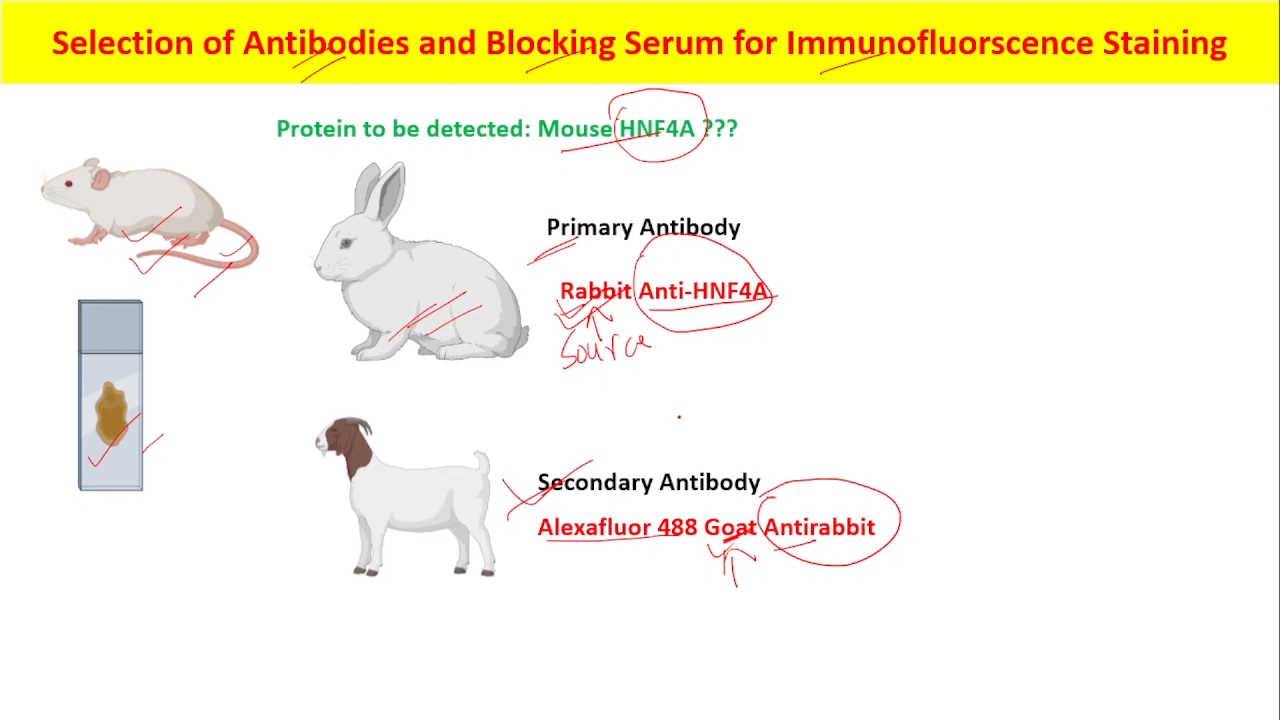 Selection of Antibodies and Blocking Serum for Immunofluorscence Staining
Protein to be detected: Mouse HNF4A ???
Primary Antibody
Rabbit Anti-HNF4A
Source
Secondary Antibody
Alexafluor 488 Goat Antirabbit